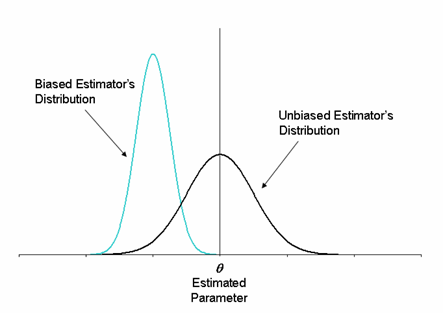 Biased Estimator's
Distribution
Unbiased Estimator's
Distribution
θ
Estimated
Parameter